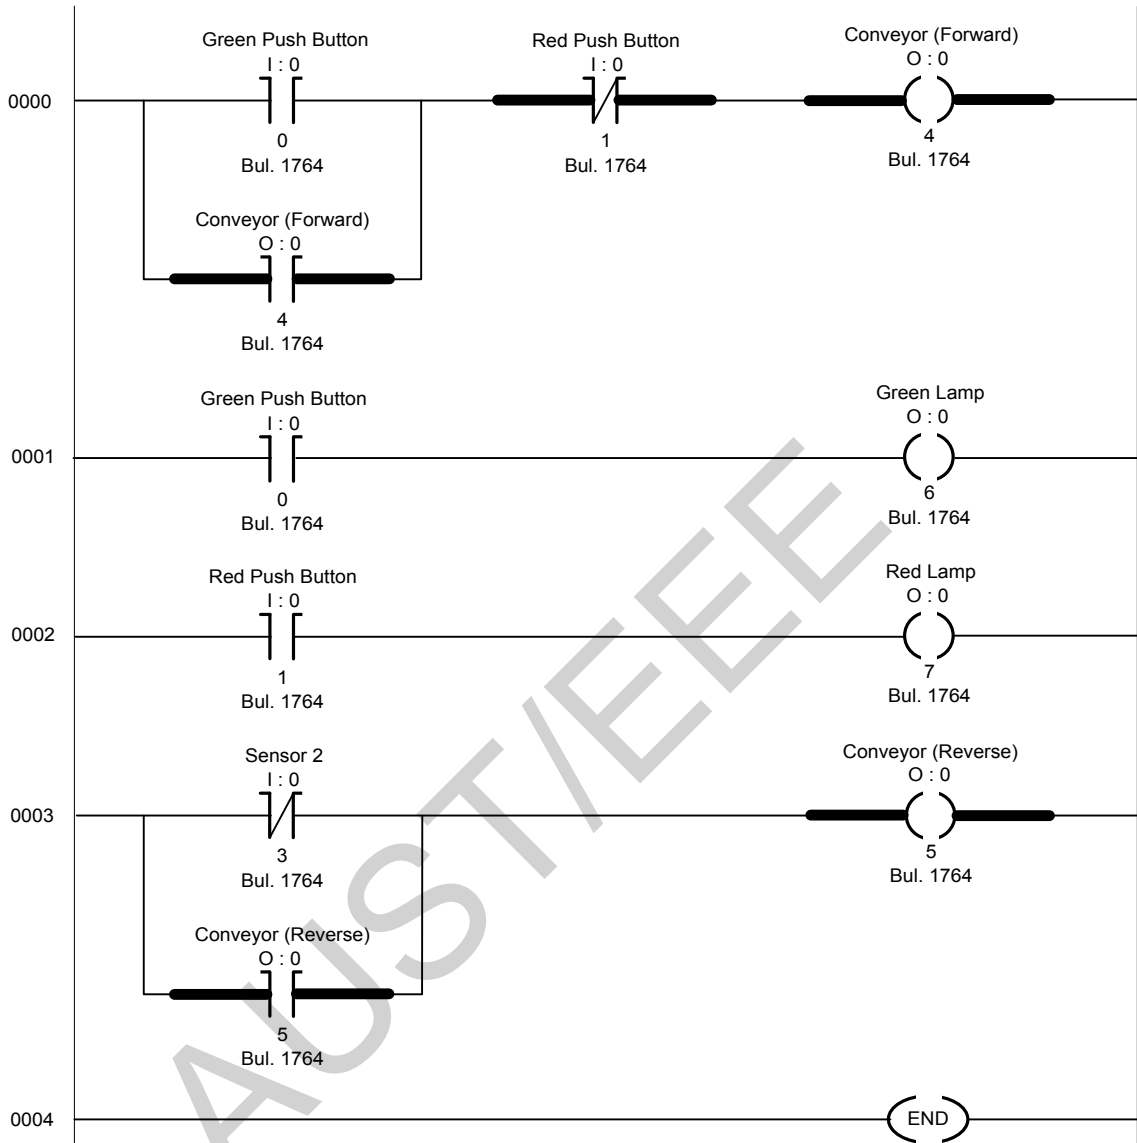 Green Push Button
I : 0
0
Bul. 1764
Red Push Button
I : 0
1
Bul. 1764
Conveyor (Forward)
O : 0
4
Bul. 1764
0000
Conveyor (Forward)
O : 0
4
Bul. 1764
0001
Green Push Button
I : 0
0
Bul. 1764
Green Lamp
O : 0
6
Bul. 1764
0002
Red Push Button
I : 0
1
Bul. 1764
Red Lamp
O : 0
7
Bul. 1764
0003
Sensor 2
I : 0
3
Bul. 1764
Conveyor (Reverse)
O : 0
5
Bul. 1764
Conveyor (Reverse)
O : 0
5
Bul. 1764
0004
END
AUST/EEE